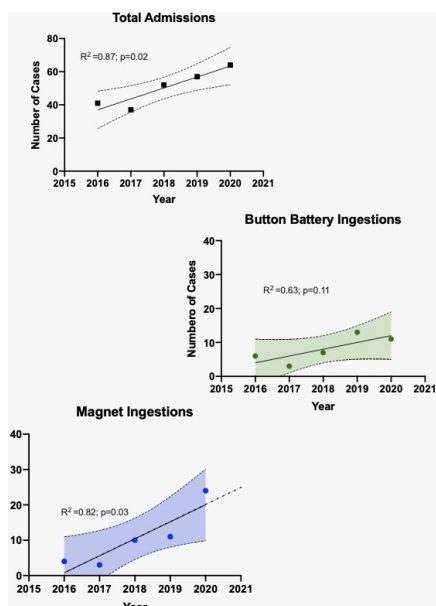 Total Admissions
80
60
40
20
0
R²=0.87; p=0.02
Number of Cases
2015 2016 2017 2018 2019 2020 2021
Year
Button Battery Ingestions
40
30
20
10
0
R²=0.63; p=0.11
Numbero of Cases
2015 2016 2017 2018 2019 2020 2021
Year
Magnet Ingestions
40
30
20
10
0
R²=0.82; p=0.03
2015 2016 2017 2018 2019 2020 2021
Year